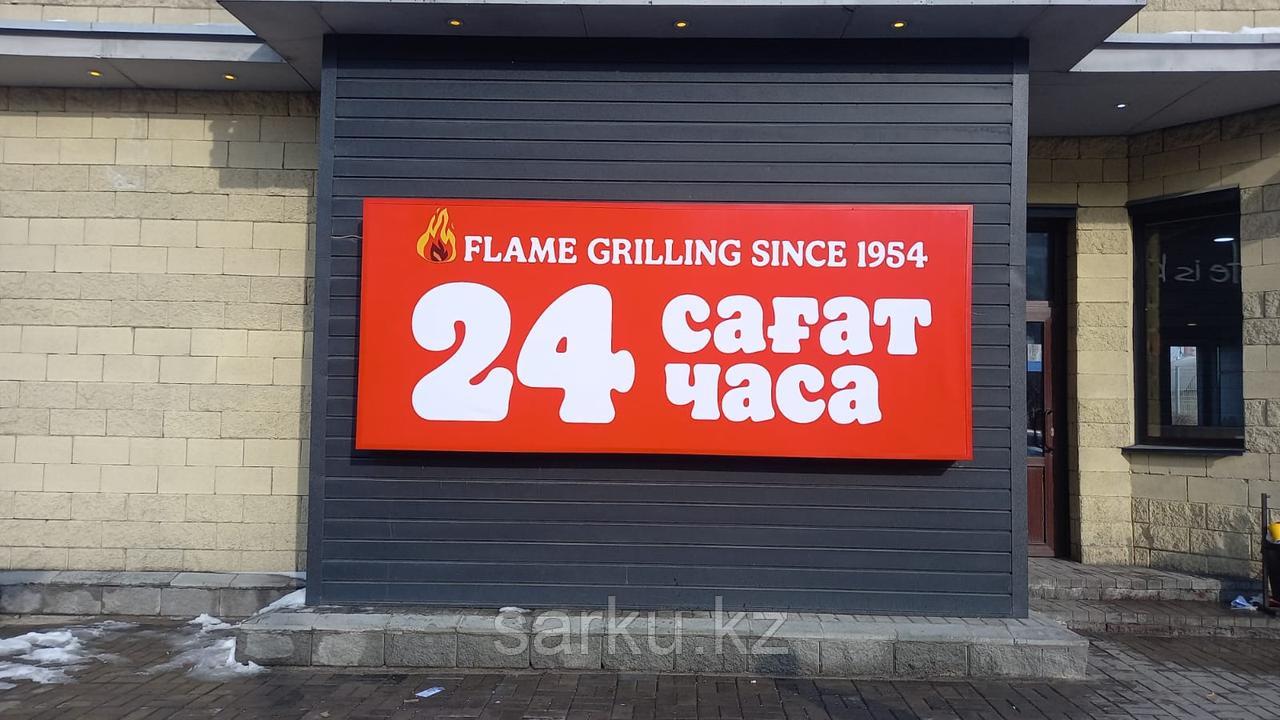 FLAME GRILLING SINCE 1954
24 сағат
часа
sarku.kz